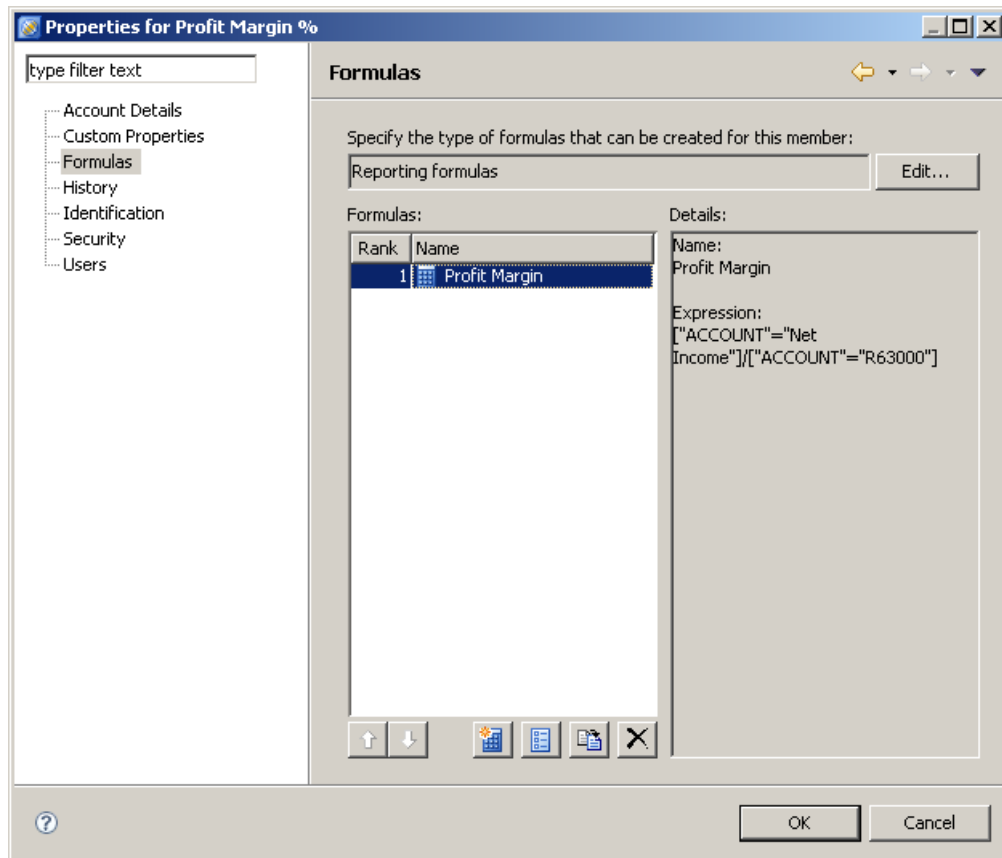 Properties for Profit Margin %
type filter text
Account Details
Custom Properties
Formulas
History
Identification
Security
Users
Formulas
Specify the type of formulas that can be created for this member:
Reporting formulas
Edit...
Formulas:
Rank Name
1 Profit Margin
Details:
Name:
Profit Margin
Expression:
["ACCOUNT"="Net
Income"]/["ACCOUNT"="R63000"]
OK
Cancel